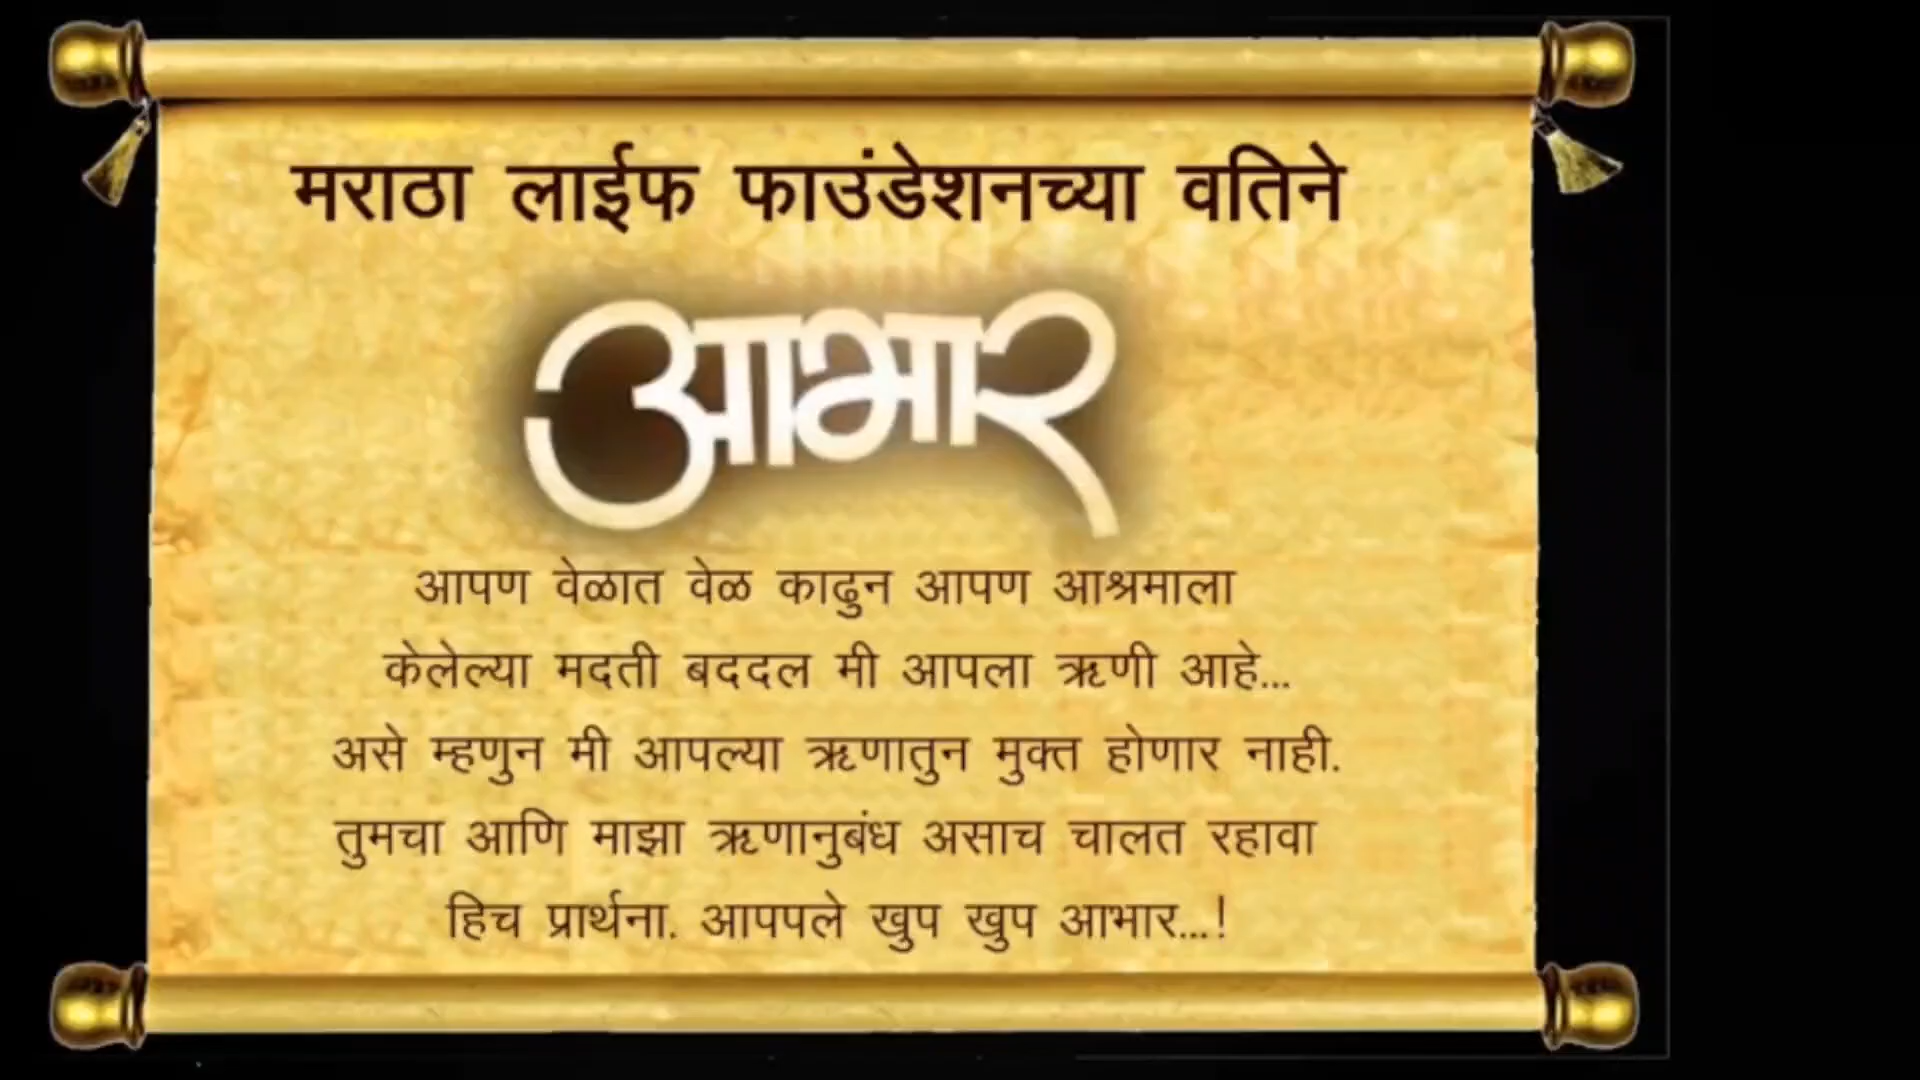 मराठा लाईफ फाउंडेशनच्या वतिने
आभार
आपण वेळात वेळ काढुन आपण आश्रमाला
केलेल्या मदती बददल मी आपला ऋणी आहे...
असे म्हणुन मी आपल्या ऋणातुन मुक्त होणार नाही.
तुमचा आणि माझा ऋणानुबंध असाच चालत रहावा
हिच प्रार्थना. आपपले खुप खुप आभार...!